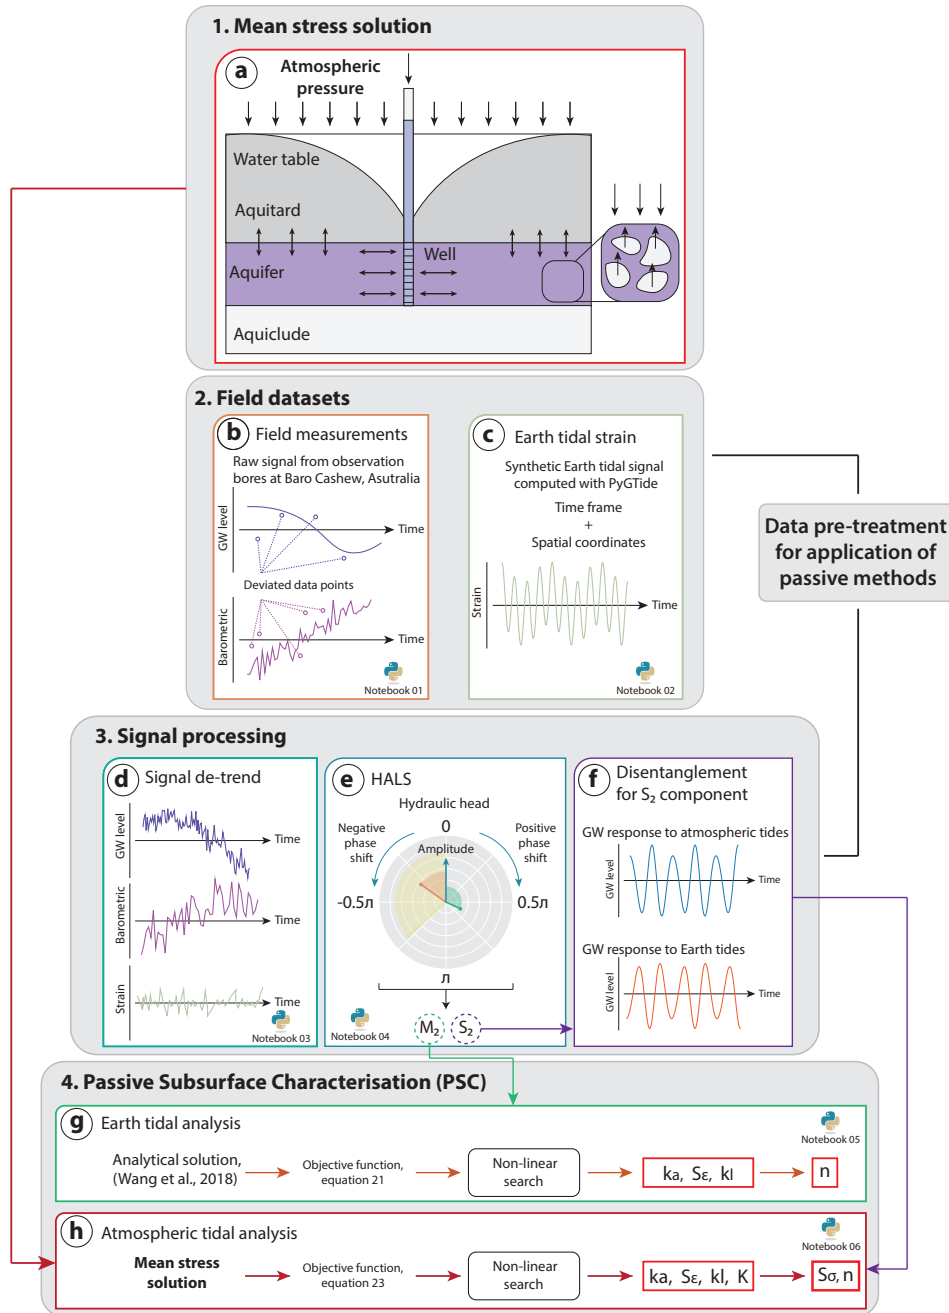 1. Mean stress solution
a
Atmospheric
pressure
Water table
Aquitard
Aquifer
Well
Aquiclude
2. Field datasets
b Field measurements
Raw signal from observation
bores at Baro Cashew, Asutralia
GW level
Time
Deviated data points
Barometric
Time
Notebook 01
c Earth tidal strain
Synthetic Earth tidal signal
computed with PyGTide
Time frame
+
Spatial coordinates
Strain
Time
Notebook 02
Data pre-treatment
for application of
passive methods
3. Signal processing
d Signal de-trend
GW level
Time
Barometric
Time
Strain
Time
Notebook 03
e HALS
Hydraulic head
Negative
phase
shift
0
Positive
phase
shift
Amplitude
-0.5л
0.5л
л
M₂ S₂
Notebook 04
f Disentanglement
for S₂ component
GW response to atmospheric tides
GW level
Time
GW response to Earth tides
GW level
Time
4. Passive Subsurface Characterisation (PSC)
g Earth tidal analysis
Notebook 05
Analytical solution,
(Wang et al., 2018)
Objective function,
equation 21
Non-linear
search
ka, Sε, kl
n
h Atmospheric tidal analysis
Notebook 06
Mean stress
solution
Objective function,
equation 23
Non-linear
search
ka, Sε, kl, K
Sσ, n